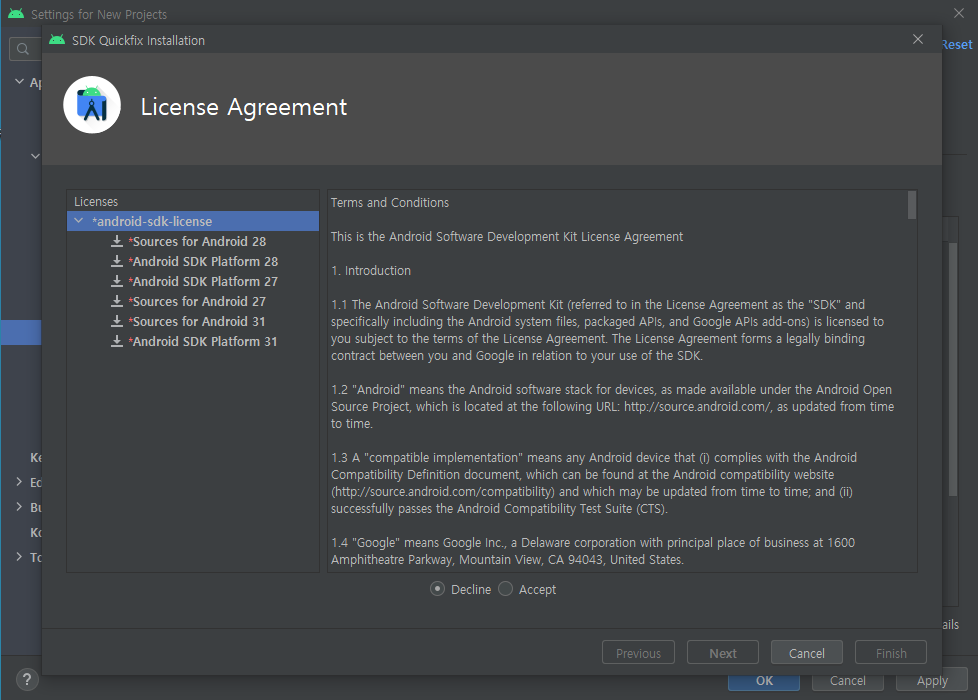 Settings for New Projects
SDK Quickfix Installation
Reset
License Agreement
Licenses
*android-sdk-license
*Sources for Android 28
*Android SDK Platform 28
*Android SDK Platform 27
*Sources for Android 27
*Sources for Android 31
*Android SDK Platform 31
Terms and Conditions
This is the Android Software Development Kit License Agreement
1. Introduction
1.1 The Android Software Development Kit (referred to in the License Agreement as the "SDK" and
specifically including the Android system files, packaged APIs, and Google APIs add-ons) is licensed to
you subject to the terms of the License Agreement. The License Agreement forms a legally binding
contract between you and Google in relation to your use of the SDK.
1.2 "Android" means the Android software stack for devices, as made available under the Android Open
Source Project, which is located at the following URL: http://source.android.com/, as updated from time
to time.
1.3 A "compatible implementation" means any Android device that (i) complies with the Android
Compatibility Definition document, which can be found at the Android compatibility website
(http://source.android.com/compatibility) and which may be updated from time to time; and (ii)
successfully passes the Android Compatibility Test Suite (CTS).
1.4 "Google" means Google Inc., a Delaware corporation with principal place of business at 1600
Amphitheatre Parkway, Mountain View, CA 94043, United States.
Decline Accept
Previous Next Cancel Finish
? OK Cancel Apply